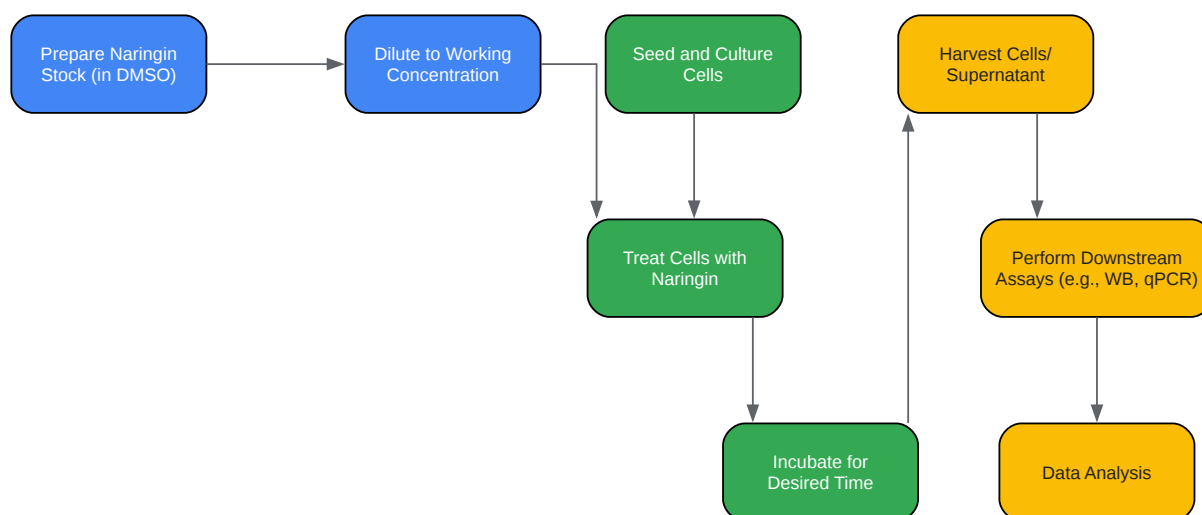 Prepare Naringin
Stock (in DMSO)
Dilute to Working
Concentration
Seed and Culture
Cells
Harvest Cells/
Supernatant
Treat Cells with
Naringin
Perform Downstream
Assays (e.g., WB, qPCR)
Incubate for
Desired Time
Data Analysis